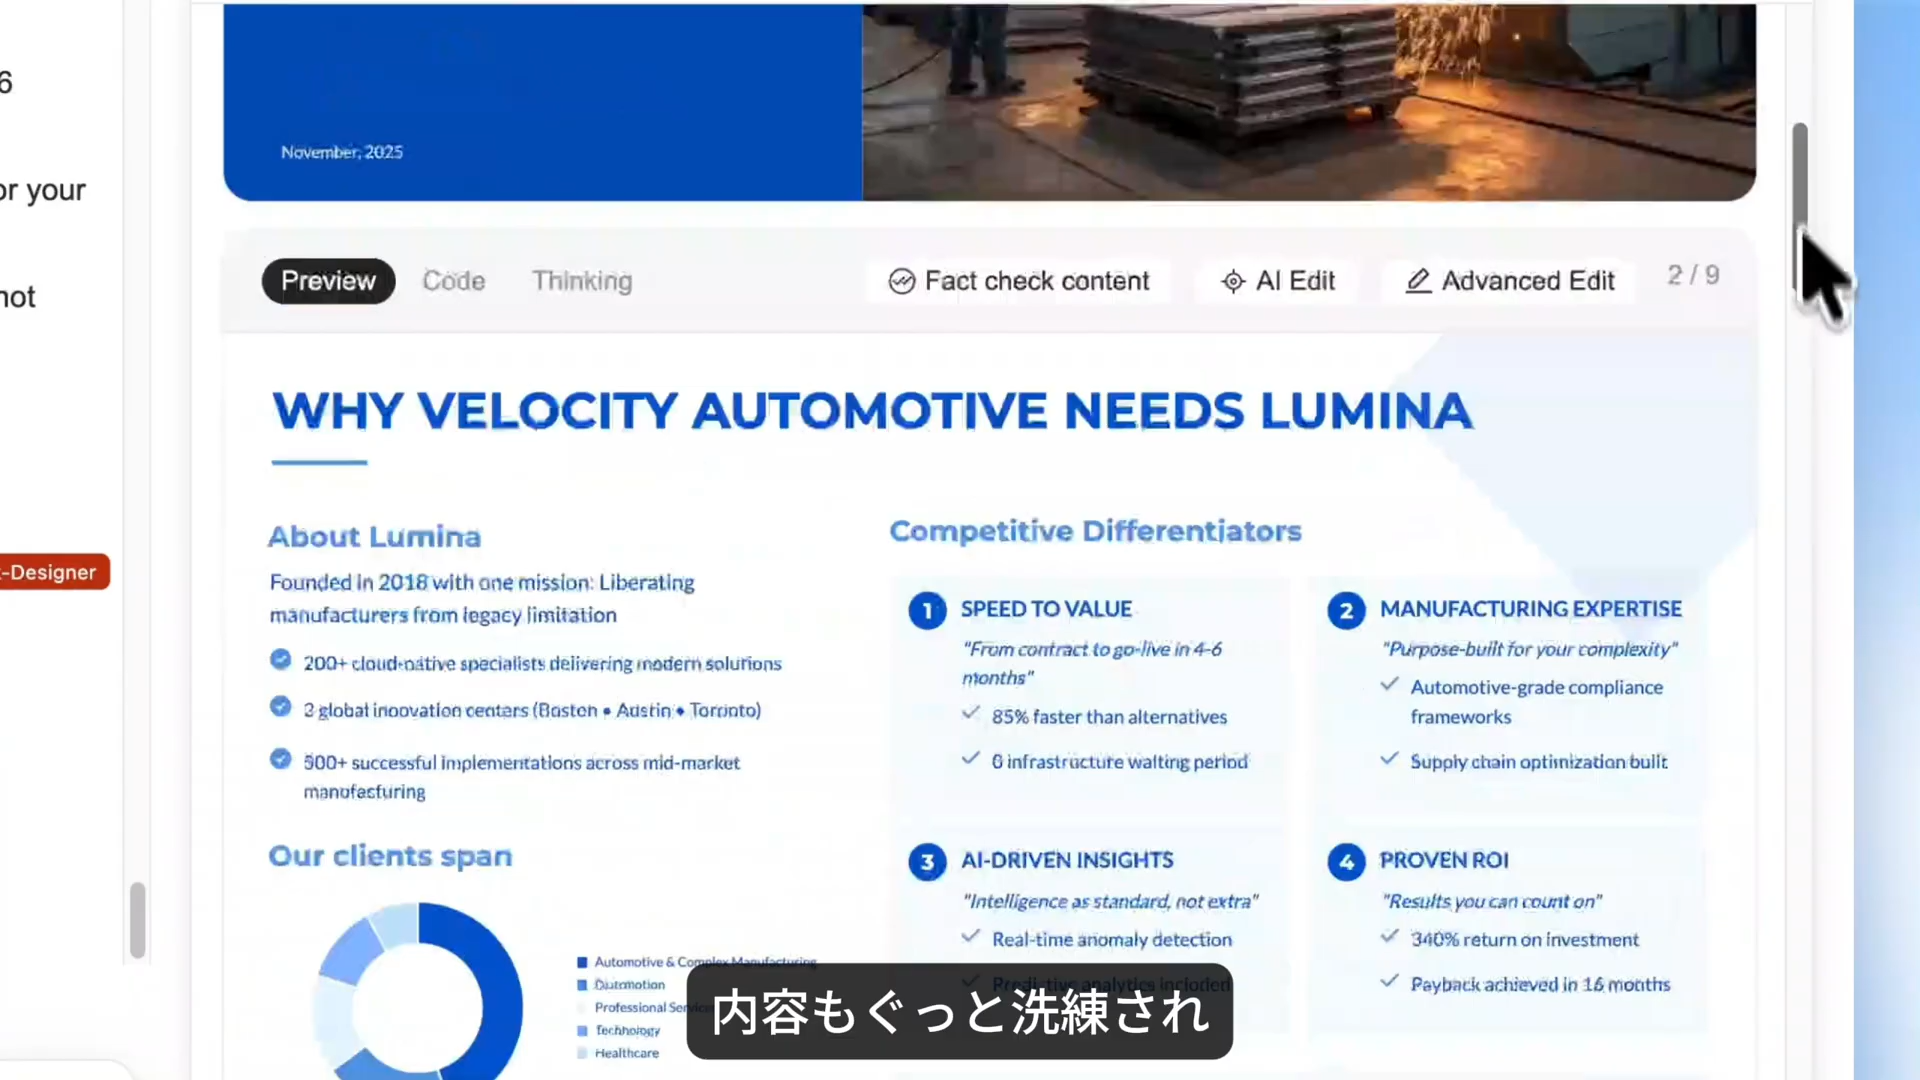 6
or your
not
-Designer
November, 2025
Preview
Code
Thinking
Fact check content
AI Edit
Advanced Edit
2 / 9
WHY VELOCITY AUTOMOTIVE NEEDS LUMINA
About Lumina
Founded in 2018 with one mission: Liberating
manufacturers from legacy limitation
200+ cloud-native specialists delivering modern solutions
3 global innovation centers (Boston • Austin • Toronto)
500+ successful implementations across mid-market
manufacturing
Our clients span
Automotive & Complex Manufacturing
Professional
Technology
Healthcare
Competitive Differentiators
1 SPEED TO VALUE
"From contract to go-live in 4-6
months"
85% faster than alternatives
0 infrastructure waiting period
2 MANUFACTURING EXPERTISE
"Purpose-built for your complexity"
Automotive-grade compliance
frameworks
Supply chain optimization built
3 AI-DRIVEN INSIGHTS
"Intelligence as standard, not extra"
Real-time anomaly detection
Predictive analytics included
4 PROVEN ROI
"Results you can count on"
340% return on investment
Payback achieved in 16 months
内容もぐっと洗練され